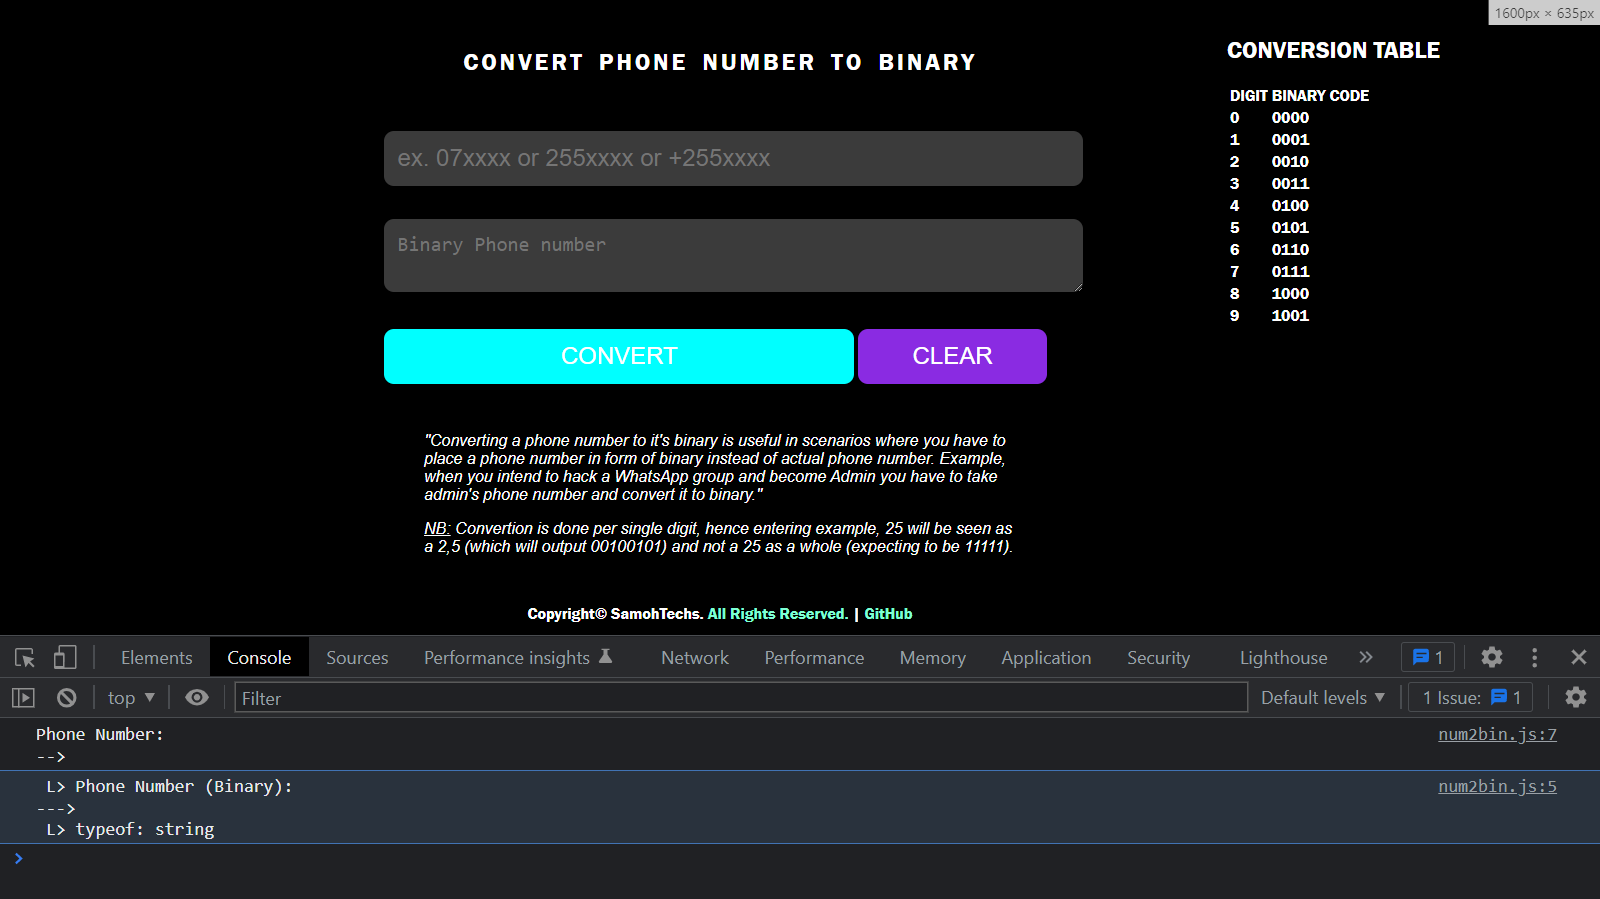 1600px × 635px
CONVERT PHONE NUMBER TO BINARY
ex. 07xxxx or 255xxxx or +255xxxx
Binary Phone number
CONVERT CLEAR
"Converting a phone number to it's binary is useful in scenarios where you have to
place a phone number in form of binary instead of actual phone number. Example,
when you intend to hack a WhatsApp group and become Admin you have to take
admin's phone number and convert it to binary."
NB: Convertion is done per single digit, hence entering example, 25 will be seen as
a 2,5 (which will output 00100101) and not a 25 as a whole (expecting to be 11111).
Copyright© SamohTechs. All Rights Reserved. | GitHub
CONVERSION TABLE
DIGIT BINARY CODE
0 0000
1 0001
2 0010
3 0011
4 0100
5 0101
6 0110
7 0111
8 1000
9 1001
Elements Console Sources Performance insights Network Performance Memory Application Security Lighthouse » 1
top ▼ Filter Default levels ▼ 1 Issue: 1
Phone Number: num2bin.js:7
-->
L> Phone Number (Binary): num2bin.js:5
--->
L> typeof: string
>